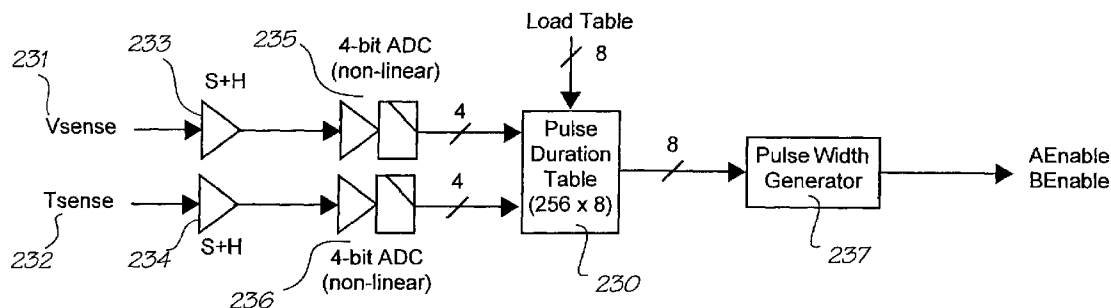 231
233
235
4-bit ADC
(non-linear)
Load Table
8
S+H
Vsense
4
Pulse
Duration
Table
(256 x 8)
8
Pulse Width
Generator
AEnable
BEnable
Tsense
4
232
234
S+H
236
4-bit ADC
(non-linear)
230
237